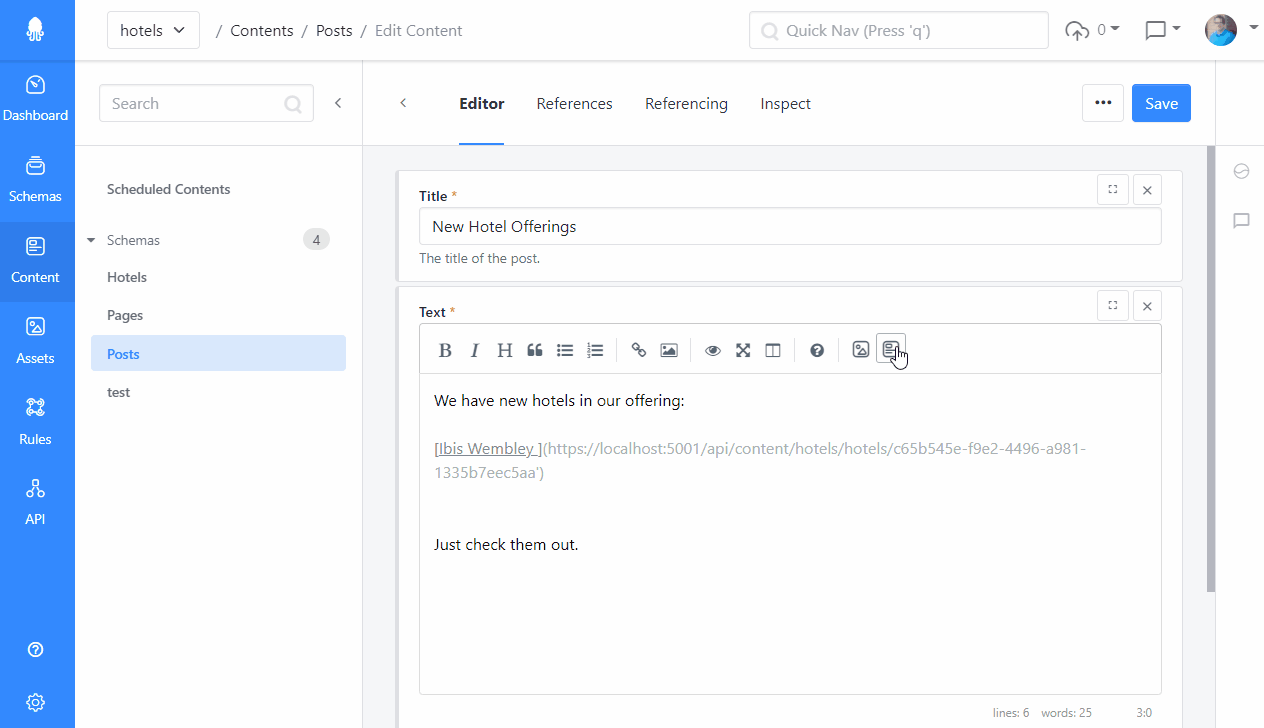 hotels
/ Contents / Posts / Edit Content
Quick Nav (Press 'q')
0
Dashboard
Schemas
Content
Assets
Rules
API
Search
Scheduled Contents
Schemas
4
Hotels
Pages
Posts
test
Editor
References
Referencing
Inspect
Save
Title *
New Hotel Offerings
The title of the post.
Text *
B I H
We have new hotels in our offering:
[Ibis Wembley ](https://localhost:5001/api/content/hotels/hotels/c65b545e-f9e2-4496-a981-
1335b7eec5aa')
Just check them out.
lines: 6 words: 25 3:0